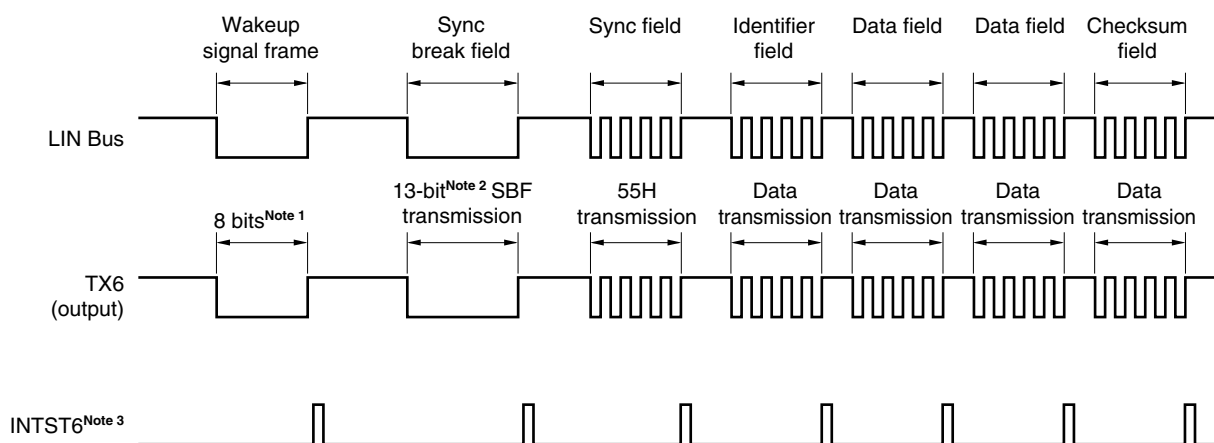 Wakeup
signal frame
Sync
break field
Sync field
Identifier
field
Data field
Data field
Checksum
field
LIN Bus
8 bitsNote 1
13-bitNote 2 SBF
transmission
55H
transmission
Data
transmission
Data
transmission
Data
transmission
Data
transmission
TX6
(output)
INTST6Note 3